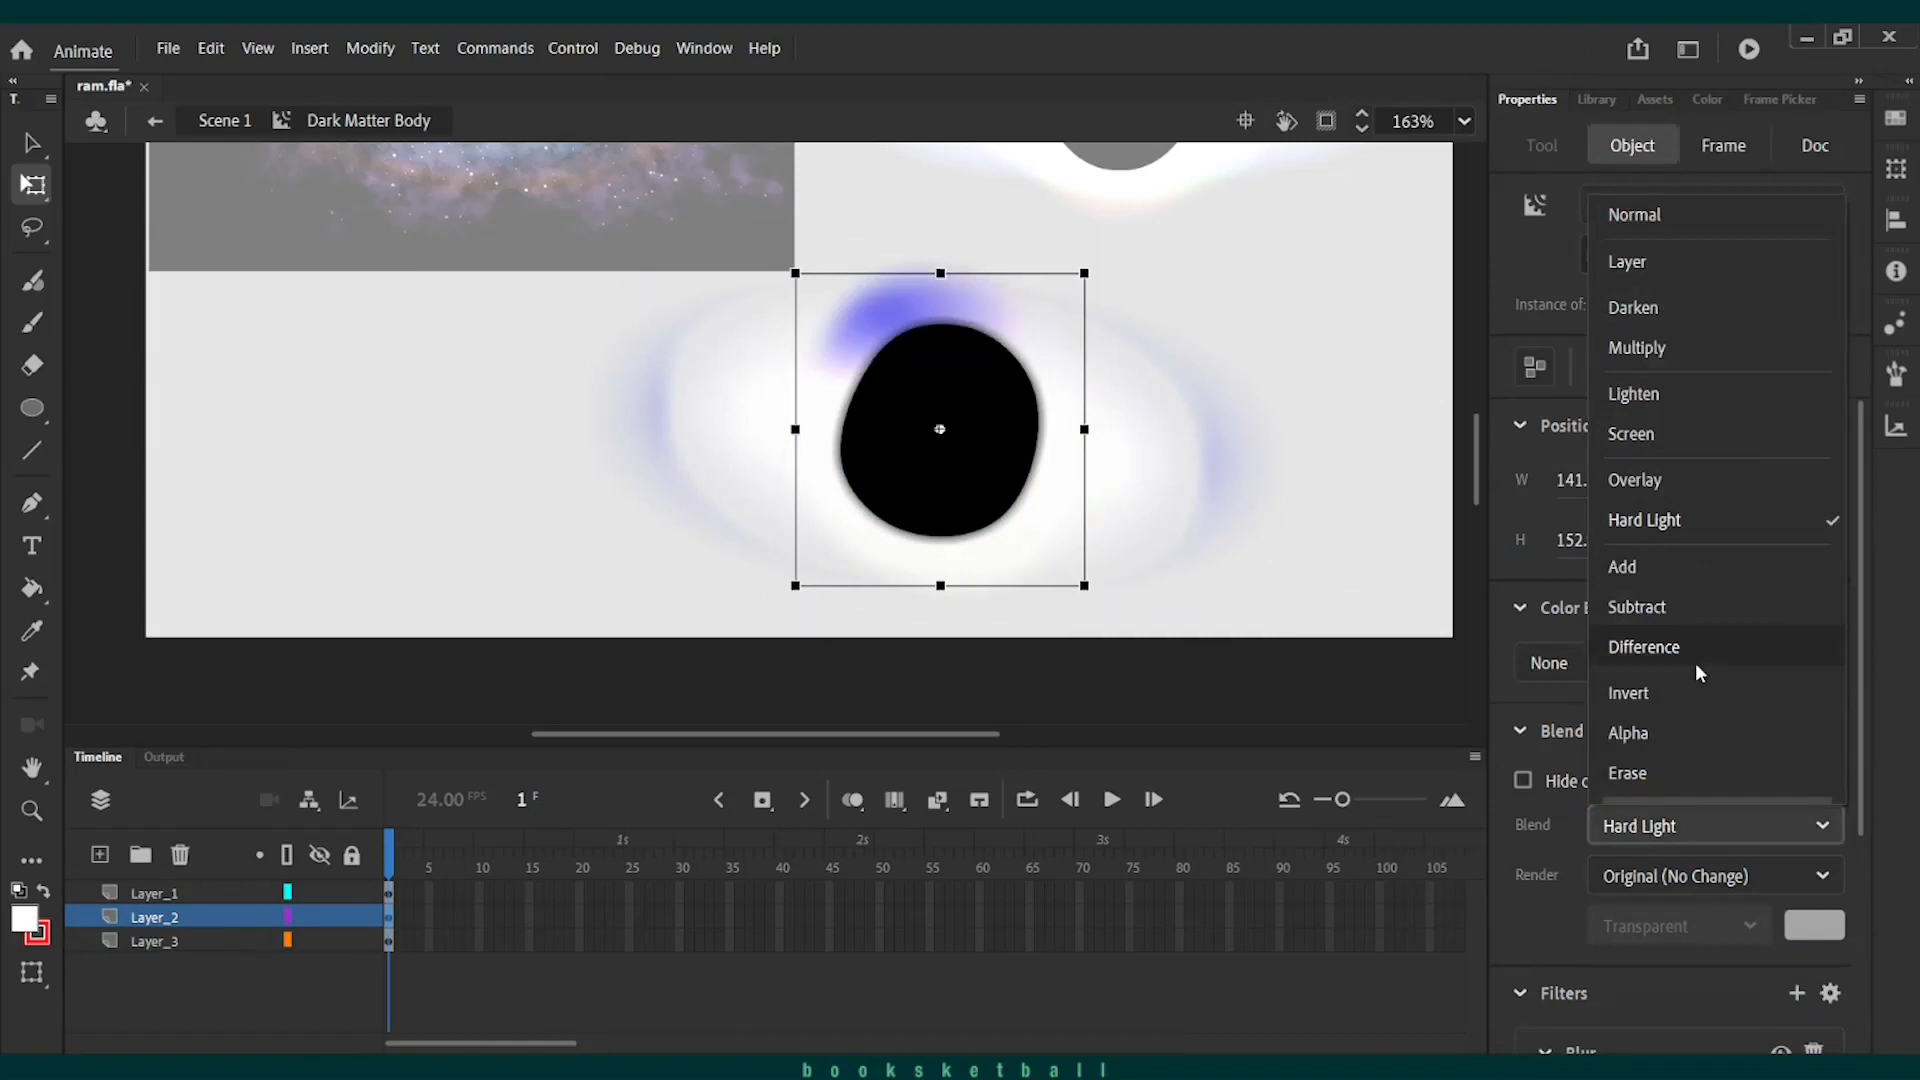 Animate File Edit View Insert Modify Text Commands Control Debug Window Help
ram.fla*
T. Properties Library Assets Color Frame Picker
Scene 1 Dark Matter Body 163%
Tool Object Frame Doc
Normal
Layer
Instance of:
Darken
Multiply
Lighten
Positio
Screen
W 141.
Overlay
Hard Light
H 152.
Add
Color E
Subtract
Difference
None
Invert
Blend
Alpha
Hide o
Erase
Blend Hard Light
Render Original (No Change)
Transparent
Filters
Blur
Timeline Output
24.00 FPS 1 F
1s 2s 3s 4s
5 10 15 20 25 30 35 40 45 50 55 60 65 70 75 80 85 90 95 100 105
Layer_1
Layer_2
Layer_3
booksketball